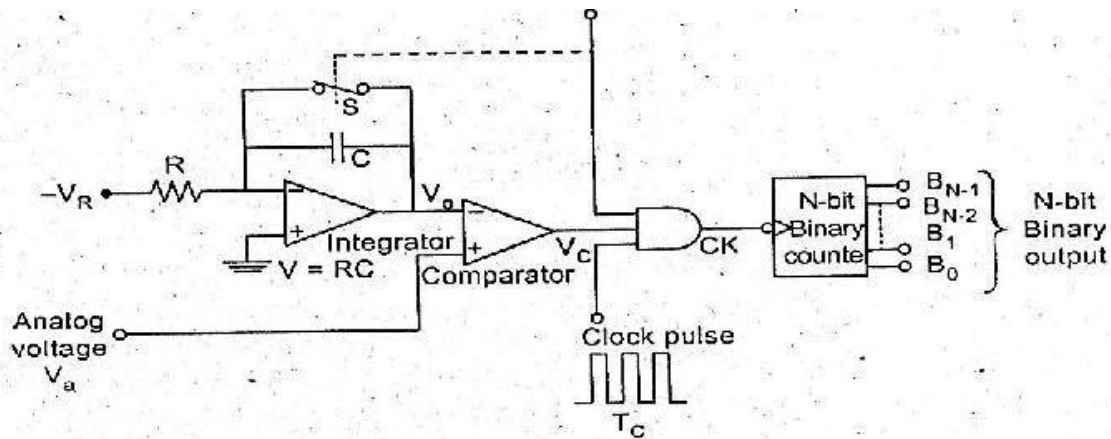 S
C
R
–V_R
V_o
Integrator
V = RC
Comparator
V_C
CK
N-bit
Binary
counte
B_N-1
B_N-2
B_1
B_0
N-bit
Binary
output
Analog
voltage
V_a
Clock pulse
T_C